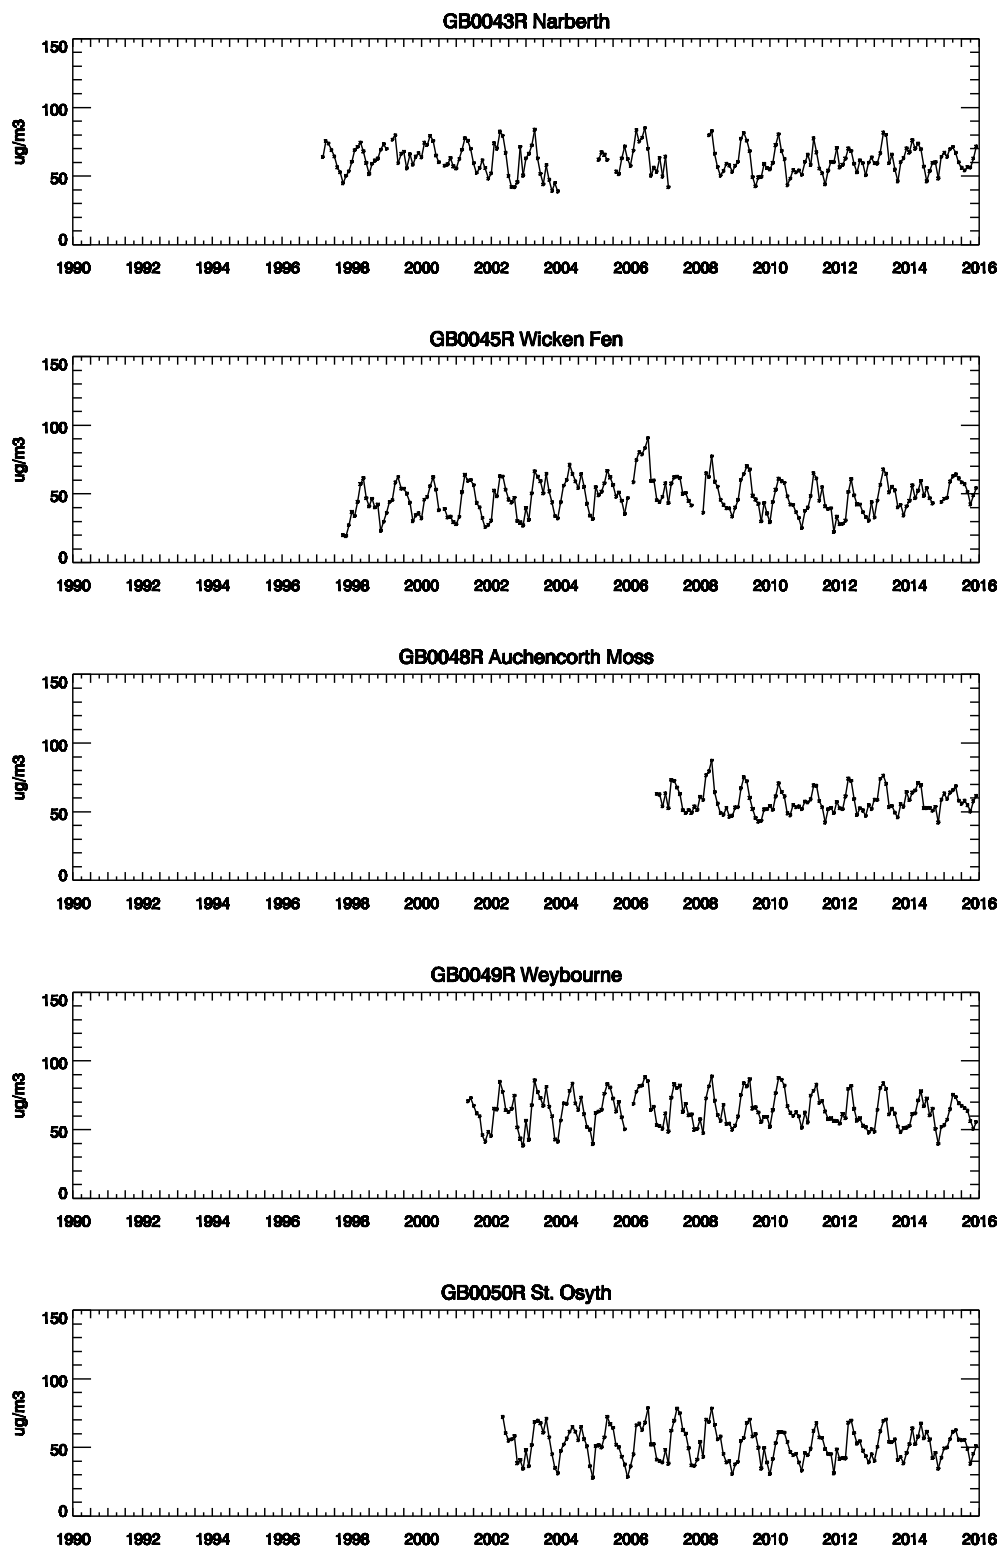 GB0043R Narberth
150
100
50
0
ug/m3
1990 1992 1994 1996 1998 2000 2002 2004 2006 2008 2010 2012 2014 2016
GB0045R Wicken Fen
150
100
50
0
ug/m3
1990 1992 1994 1996 1998 2000 2002 2004 2006 2008 2010 2012 2014 2016
GB0048R Auchencorth Moss
150
100
50
0
ug/m3
1990 1992 1994 1996 1998 2000 2002 2004 2006 2008 2010 2012 2014 2016
GB0049R Weybourne
150
100
50
0
ug/m3
1990 1992 1994 1996 1998 2000 2002 2004 2006 2008 2010 2012 2014 2016
GB0050R St. Osyth
150
100
50
0
ug/m3
1990 1992 1994 1996 1998 2000 2002 2004 2006 2008 2010 2012 2014 2016